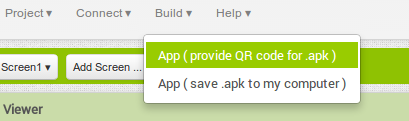 Project ▾ Connect ▾ Build ▾ Help ▾
App ( provide QR code for .apk )
Screen1 ▾ Add Screen ...
App ( save .apk to my computer )
Viewer